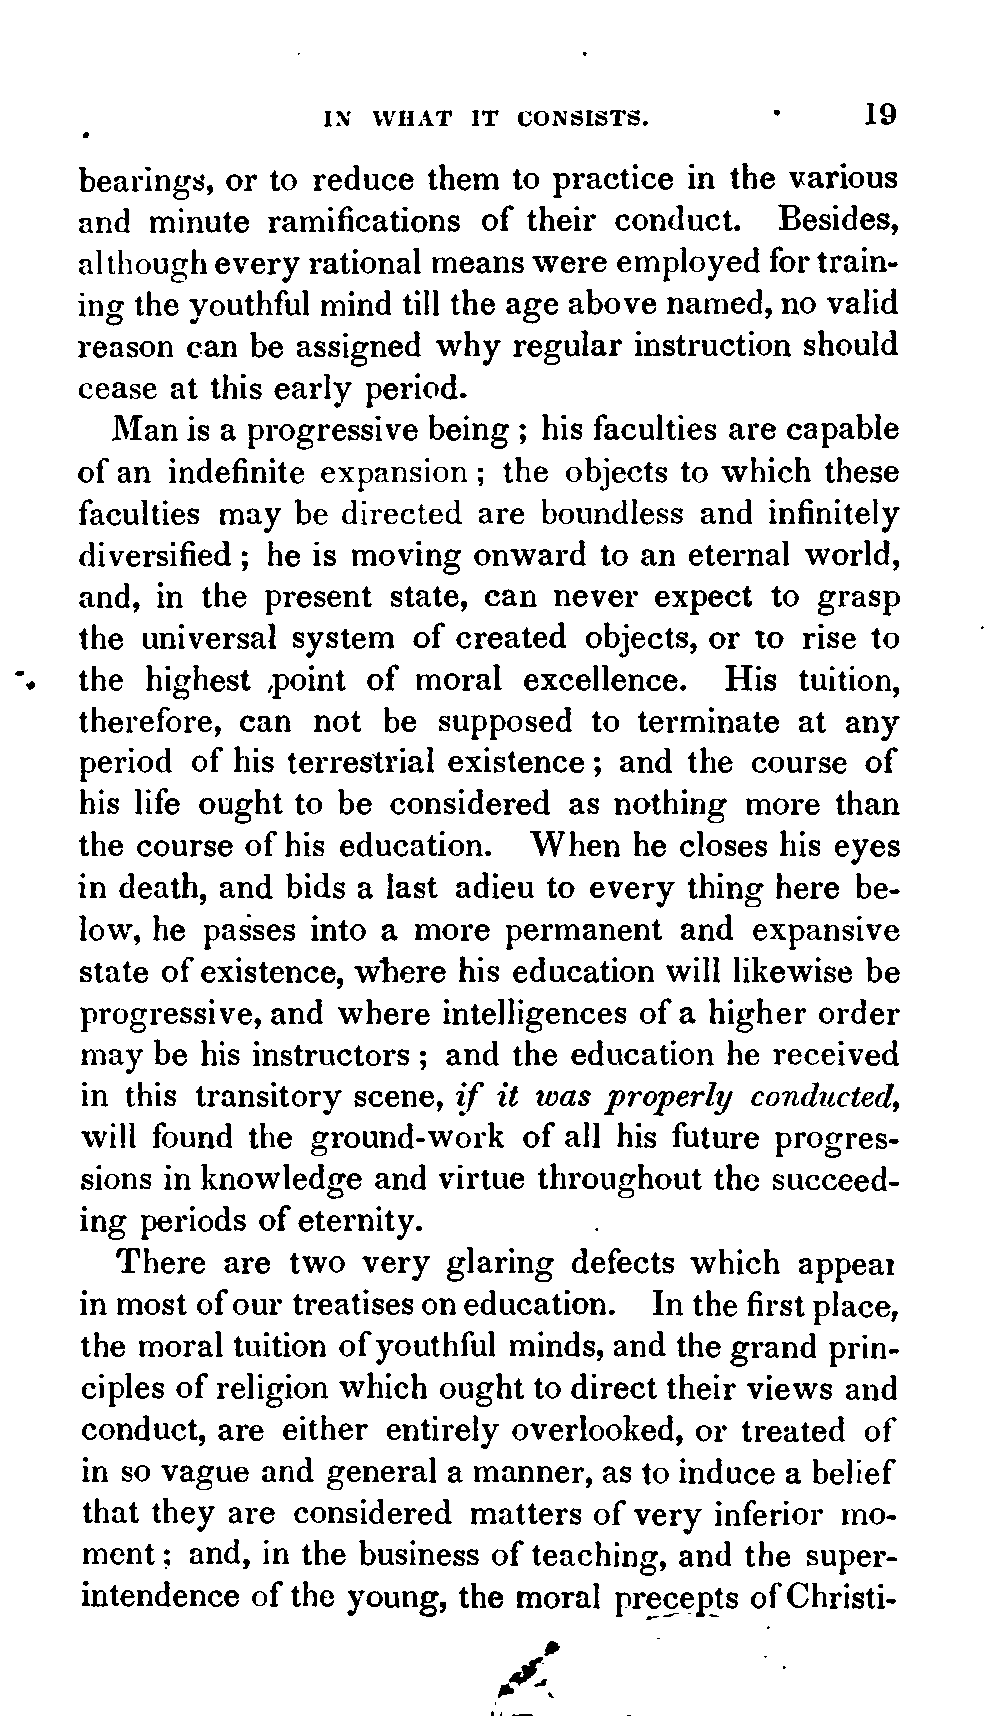 IN WHAT IT CONSISTS. 19
bearings, or to reduce them to practice in the various
and minute ramifications of their conduct. Besides,
although every rational means were employed for train-
ing the youthful mind till the age above named, no valid
reason can be assigned why regular instruction should
cease at this early period.
Man is a progressive being ; his faculties are capable
of an indefinite expansion ; the objects to which these
faculties may be directed are boundless and infinitely
diversified ; he is moving onward to an eternal world,
and, in the present state, can never expect to grasp
the universal system of created objects, or to rise to
the highest point of moral excellence. His tuition,
therefore, can not be supposed to terminate at any
period of his terrestrial existence ; and the course of
his life ought to be considered as nothing more than
the course of his education. When he closes his eyes
in death, and bids a last adieu to every thing here be-
low, he passes into a more permanent and expansive
state of existence, where his education will likewise be
progressive, and where intelligences of a higher order
may be his instructors ; and the education he received
in this transitory scene, if it was properly conducted,
will found the ground-work of all his future progres-
sions in knowledge and virtue throughout the succeed-
ing periods of eternity.
There are two very glaring defects which appear
in most of our treatises on education. In the first place,
the moral tuition of youthful minds, and the grand prin-
ciples of religion which ought to direct their views and
conduct, are either entirely overlooked, or treated of
in so vague and general a manner, as to induce a belief
that they are considered matters of very inferior mo-
ment ; and, in the business of teaching, and the super-
intendence of the young, the moral precepts of Christi-